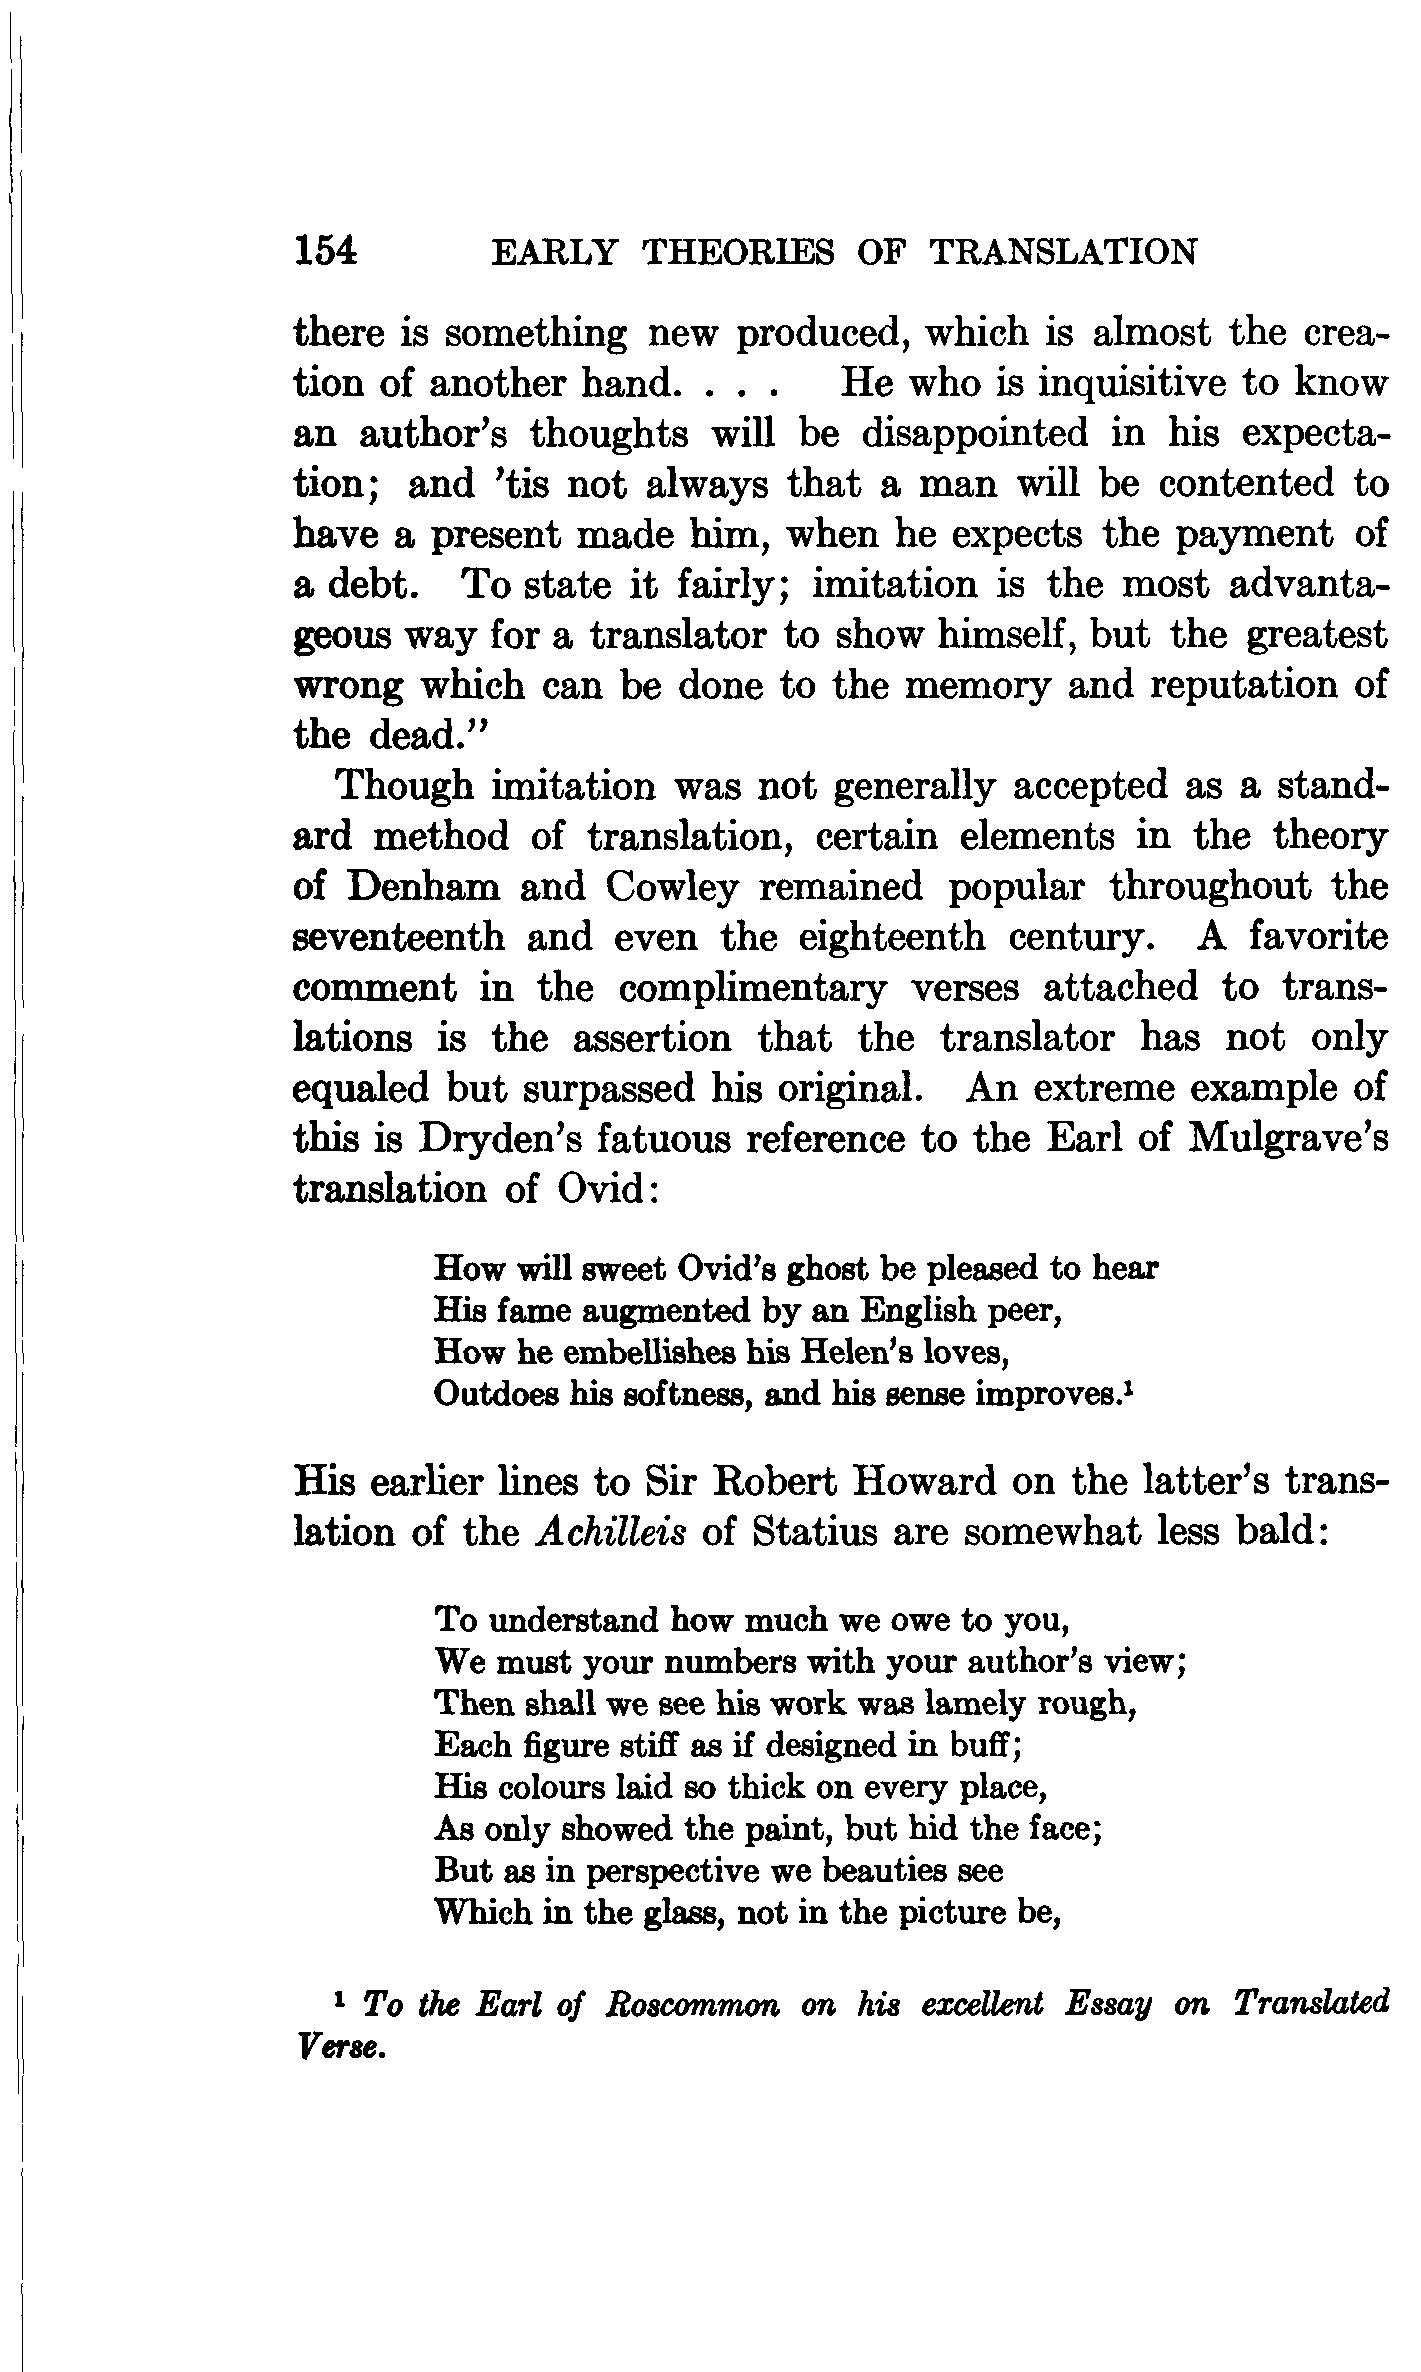 154 EARLY THEORIES OF TRANSLATION
there is something new produced, which is almost the crea-
tion of another hand. . . . He who is inquisitive to know
an author's thoughts will be disappointed in his expecta-
tion; and 'tis not always that a man will be contented to
have a present made him, when he expects the payment of
a debt. To state it fairly; imitation is the most advanta-
geous way for a translator to show himself, but the greatest
wrong which can be done to the memory and reputation of
the dead."
Though imitation was not generally accepted as a stand-
ard method of translation, certain elements in the theory
of Denham and Cowley remained popular throughout the
seventeenth and even the eighteenth century. A favorite
comment in the complimentary verses attached to trans-
lations is the assertion that the translator has not only
equaled but surpassed his original. An extreme example of
this is Dryden's fatuous reference to the Earl of Mulgrave's
translation of Ovid:
How will sweet Ovid's ghost be pleased to hear
His fame augmented by an English peer,
How he embellishes his Helen's loves,
Outdoes his softness, and his sense improves.¹
His earlier lines to Sir Robert Howard on the latter's trans-
lation of the Achilleis of Statius are somewhat less bald:
To understand how much we owe to you,
We must your numbers with your author's view;
Then shall we see his work was lamely rough,
Each figure stiff as if designed in buff;
His colours laid so thick on every place,
As only showed the paint, but hid the face;
But as in perspective we beauties see
Which in the glass, not in the picture be,
¹ To the Earl of Roscommon on his excellent Essay on Translated
Verse.